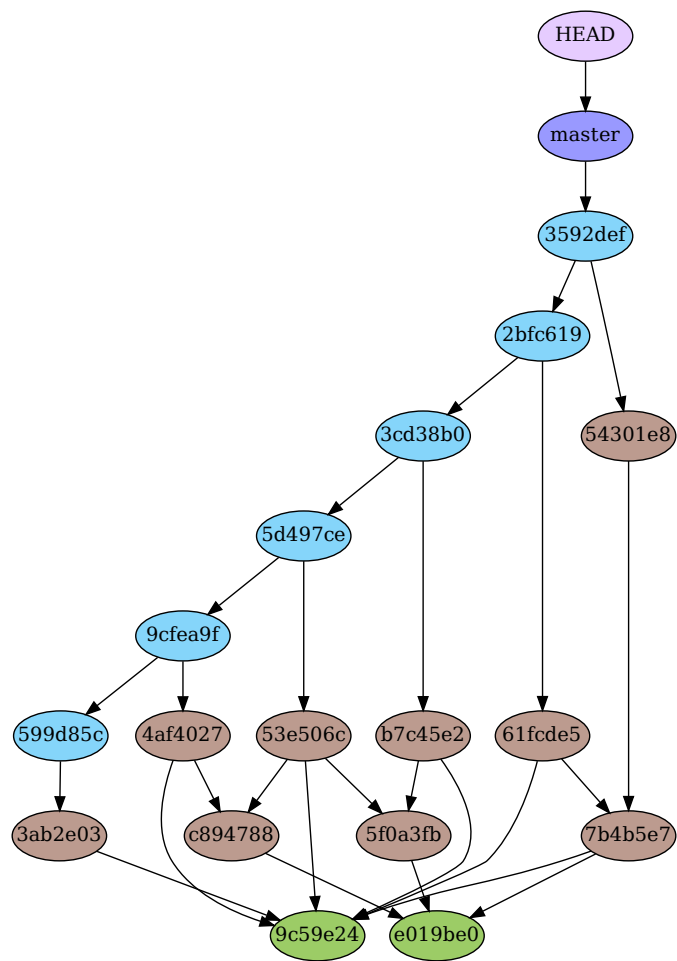 HEAD
master
3592def
2bfc619
3cd38b0
54301e8
5d497ce
9cfea9f
599d85c
4af4027
53e506c
b7c45e2
61fcde5
3ab2e03
c894788
5f0a3fb
7b4b5e7
9c59e24
e019be0